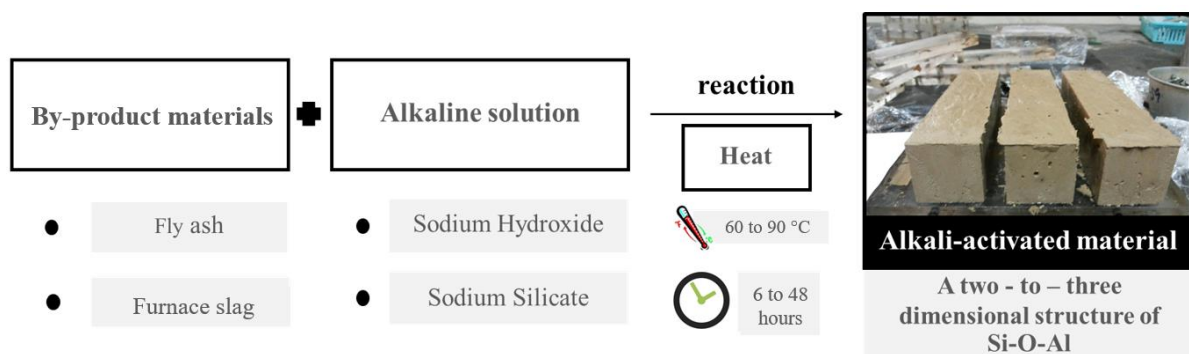 By-product materials
Alkaline solution
reaction
Heat
Fly ash
Sodium Hydroxide
60 to 90 °C
Furnace slag
Sodium Silicate
6 to 48
hours
Alkali-activated material
A two - to – three
dimensional structure of
Si-O-Al